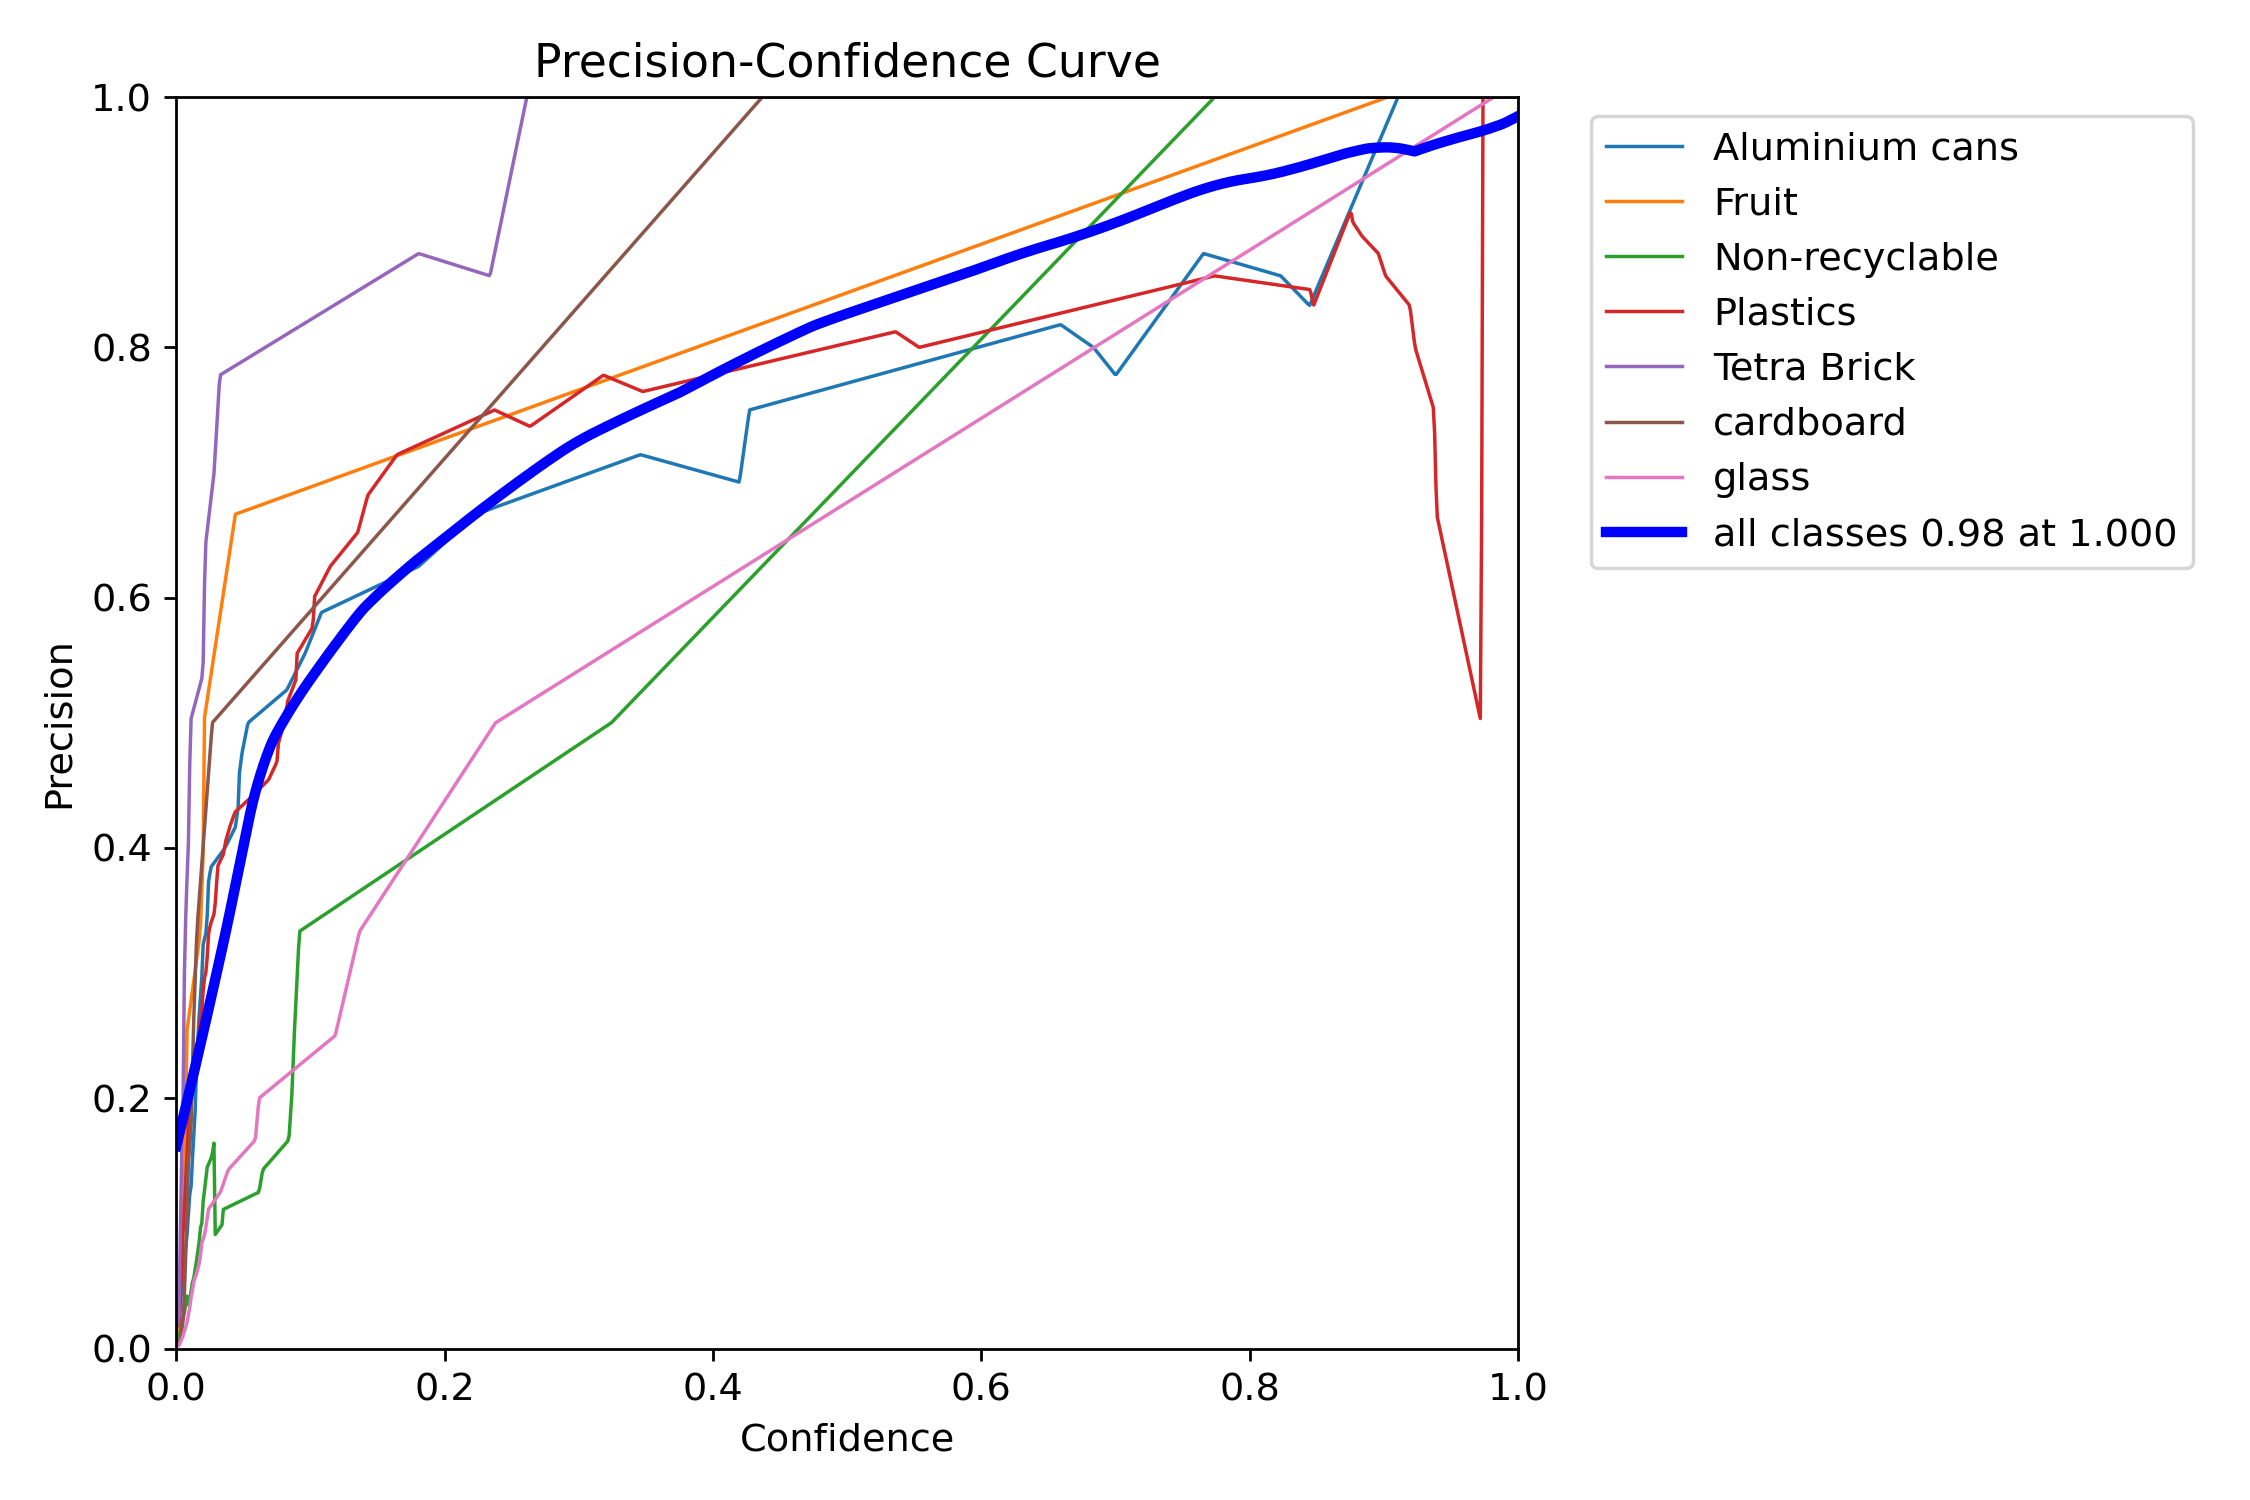 Precision-Confidence Curve
1.0
0.8
0.6
0.4
0.2
0.0
Precision
0.0 0.2 0.4 0.6 0.8 1.0
Confidence
Aluminium cans
Fruit
Non-recyclable
Plastics
Tetra Brick
cardboard
glass
all classes 0.98 at 1.000